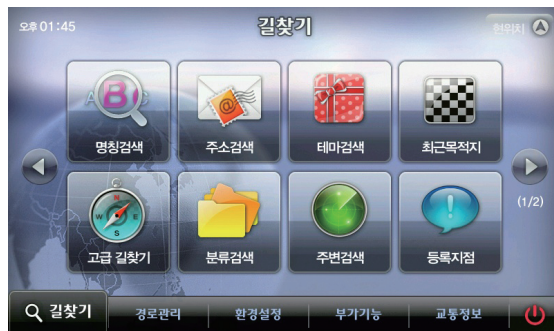 오후 01:45
길찾기
현위치
ABC
명칭검색
주소검색
테마검색
최근목적지
N
W E
S
고급 길찾기
분류검색
주변검색
등록지점
(1/2)
길찾기
경로관리
환경설정
부가기능
교통정보